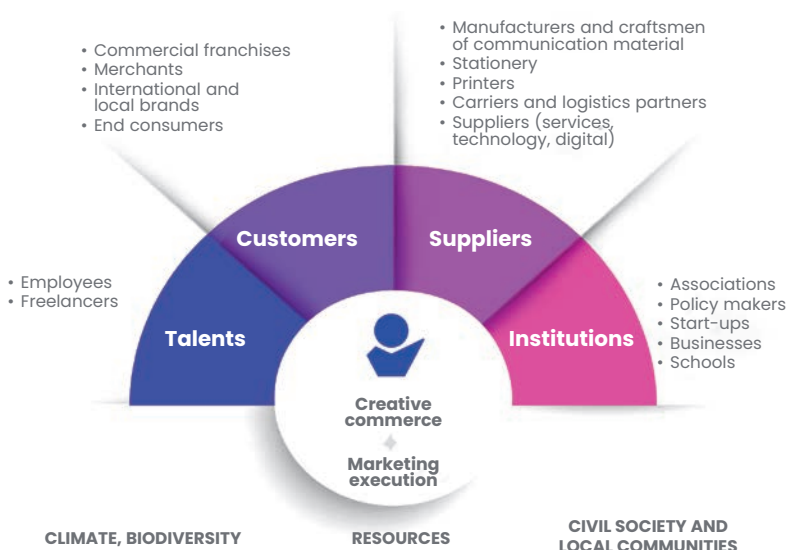 • Commercial franchises
• Merchants
• International and
local brands
• End consumers
• Manufacturers and craftsmen
of communication material
• Stationery
• Printers
• Carriers and logistics partners
• Suppliers (services,
technology, digital)
Customers
Suppliers
• Employees
• Freelancers
Talents
Institutions
• Associations
• Policy makers
• Start-ups
• Businesses
• Schools
Creative
commerce
Marketing
execution
CLIMATE, BIODIVERSITY
RESOURCES
CIVIL SOCIETY AND
LOCAL COMMUNITIES